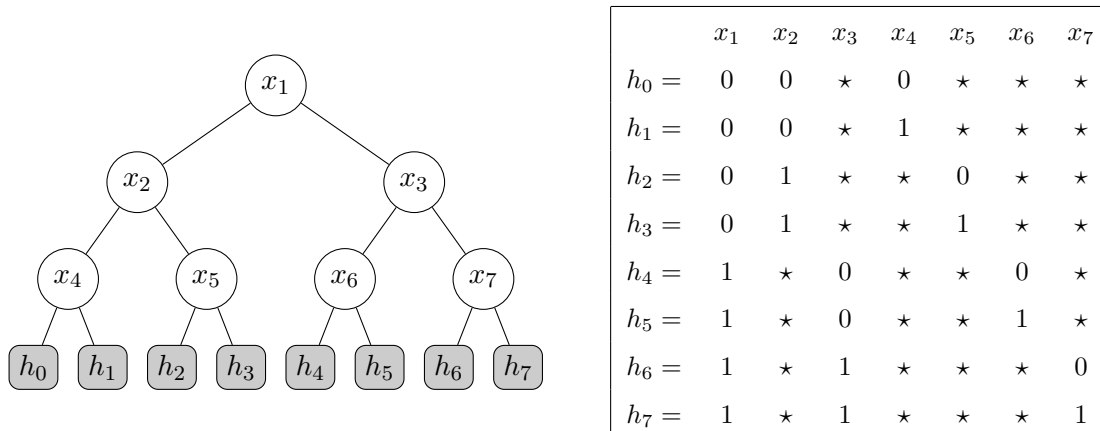 x₁
x₂ x₃
x₄ x₅ x₆ x₇
h₀ h₁ h₂ h₃ h₄ h₅ h₆ h₇
x₁ x₂ x₃ x₄ x₅ x₆ x₇
h₀ = 0 0 ⋆ 0 ⋆ ⋆ ⋆
h₁ = 0 0 ⋆ 1 ⋆ ⋆ ⋆
h₂ = 0 1 ⋆ ⋆ 0 ⋆ ⋆
h₃ = 0 1 ⋆ ⋆ 1 ⋆ ⋆
h₄ = 1 ⋆ 0 ⋆ ⋆ 0 ⋆
h₅ = 1 ⋆ 0 ⋆ ⋆ 1 ⋆
h₆ = 1 ⋆ 1 ⋆ ⋆ ⋆ 0
h₇ = 1 ⋆ 1 ⋆ ⋆ ⋆ 1